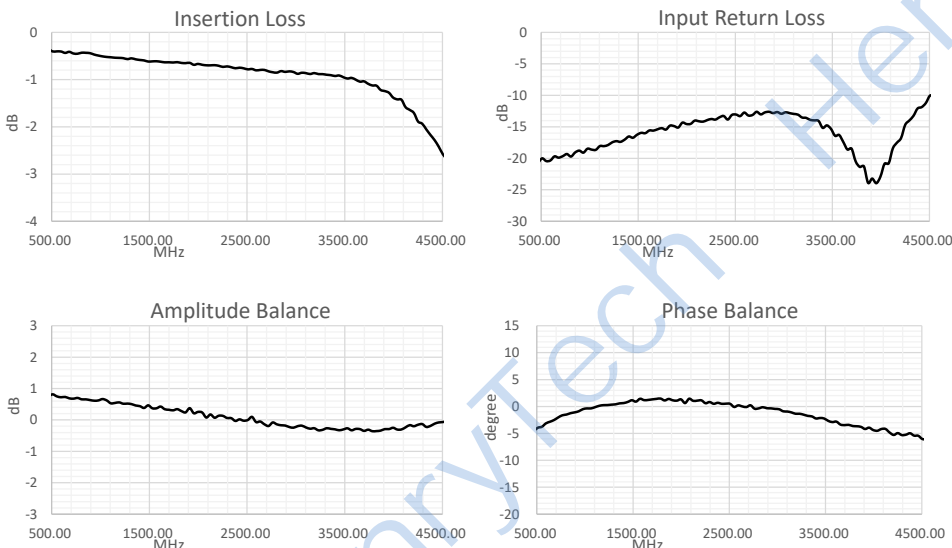 Insertion Loss
0
-1
-2
-3
-4
dB
500.00 1500.00 2500.00 3500.00 4500.00
MHz
Input Return Loss
0
-5
-10
-15
-20
-25
-30
dB
500.00 1500.00 2500.00 3500.00 4500.00
MHz
Amplitude Balance
3
2
1
0
-1
-2
-3
dB
500.00 1500.00 2500.00 3500.00 4500.00
MHz
Phase Balance
15
10
5
0
-5
-10
-15
-20
degree
500.00 1500.00 2500.00 3500.00 4500.00
MHz
nryTech Her